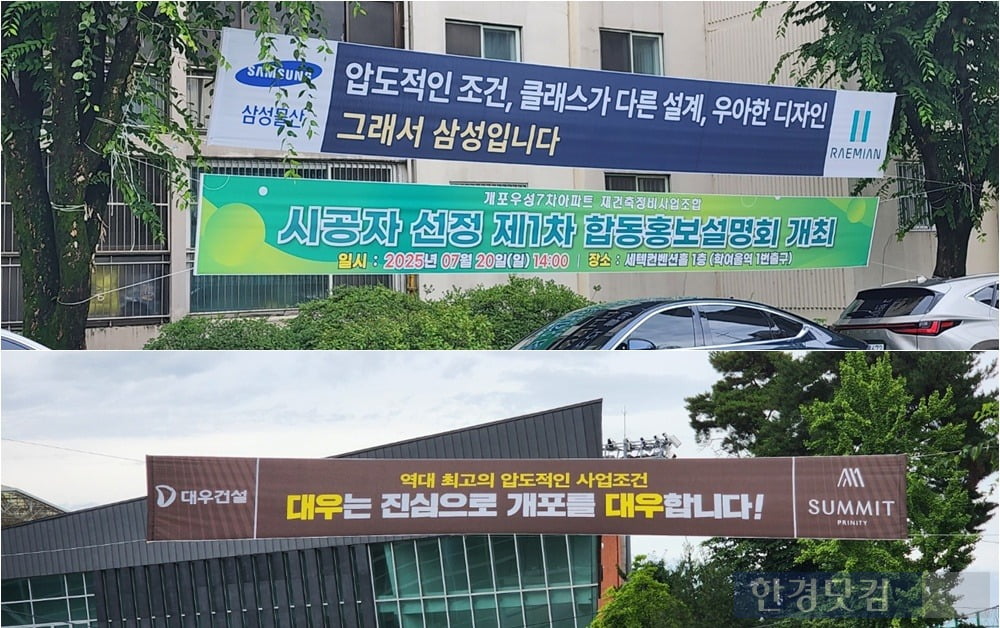 SAMSUNG
삼성물산
압도적인 조건, 클래스가 다른 설계, 우아한 디자인
그래서 삼성입니다
RAEMIAN
개포우성7차아파트 재건축정비사업조합
시공자 선정 제1차 합동홍보설명회 개최
일시 : 2025년 07월 20일(일) 14:00 | 장소 : 세텍컨벤션홀 1층 (학여울역 1번출구)
대우건설
역대 최고의 압도적인 사업조건
대우는 진심으로 개포를 대우합니다!
SUMMIT
PRINITY
한경닷컴